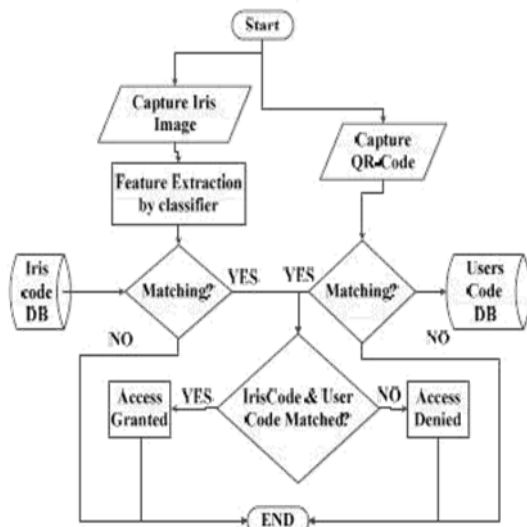 Start
Capture Iris
Image
Capture
QR-Code
Feature Extraction
by classifier
Iris
code
DB
Matching?
YES
YES
Matching?
Users
Code
DB
NO
NO
Access
Granted
YES
IrisCode & User
Code Matched?
NO
Access
Denied
END